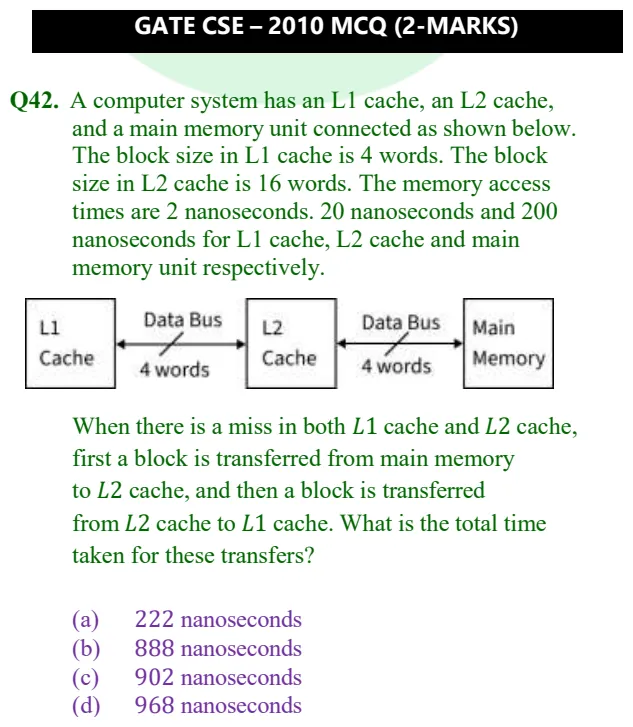 GATE CSE – 2010 MCQ (2-MARKS)
Q42. A computer system has an L1 cache, an L2 cache,
and a main memory unit connected as shown below.
The block size in L1 cache is 4 words. The block
size in L2 cache is 16 words. The memory access
times are 2 nanoseconds. 20 nanoseconds and 200
nanoseconds for L1 cache, L2 cache and main
memory unit respectively.
L1 Cache
Data Bus
4 words
L2 Cache
Data Bus
4 words
Main Memory
When there is a miss in both L1 cache and L2 cache,
first a block is transferred from main memory
to L2 cache, and then a block is transferred
from L2 cache to L1 cache. What is the total time
taken for these transfers?
(a) 222 nanoseconds
(b) 888 nanoseconds
(c) 902 nanoseconds
(d) 968 nanoseconds